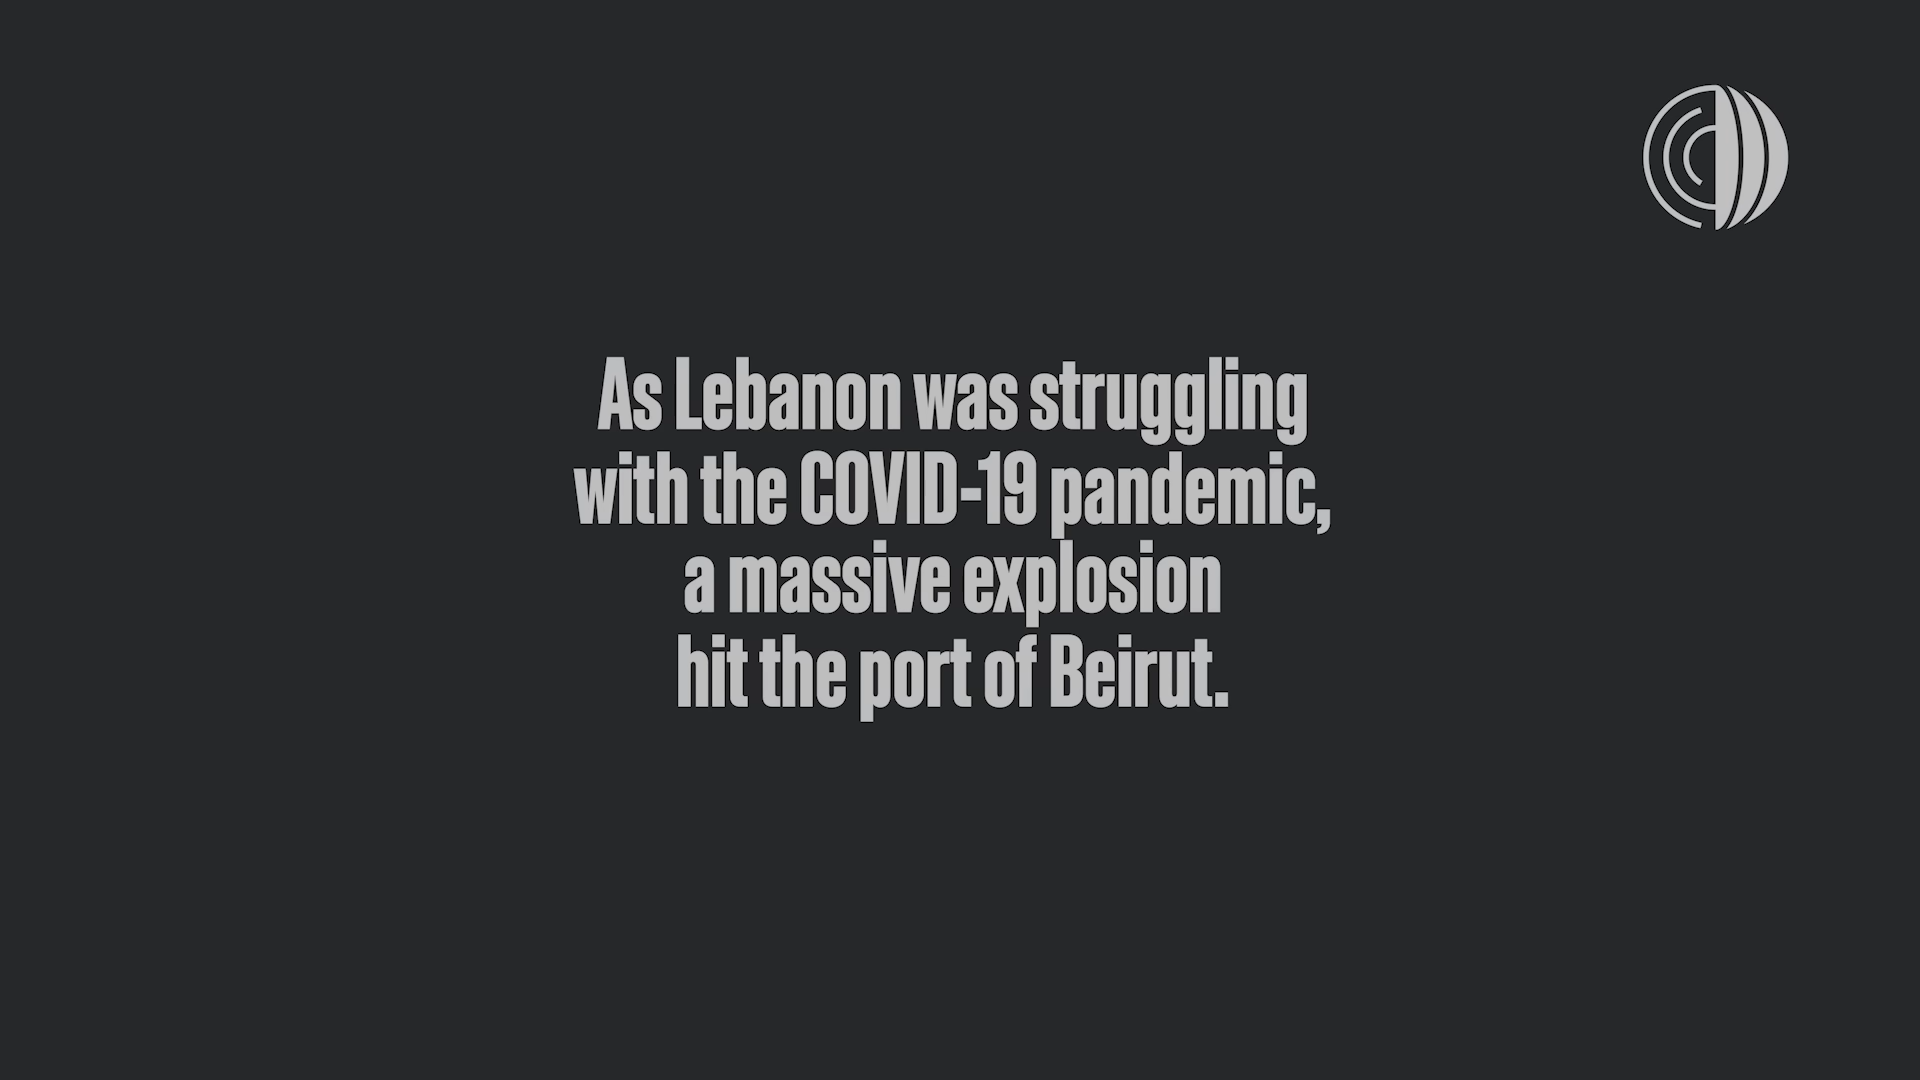 As Lebanon was struggling
with the COVID-19 pandemic,
a massive explosion
hit the port of Beirut.